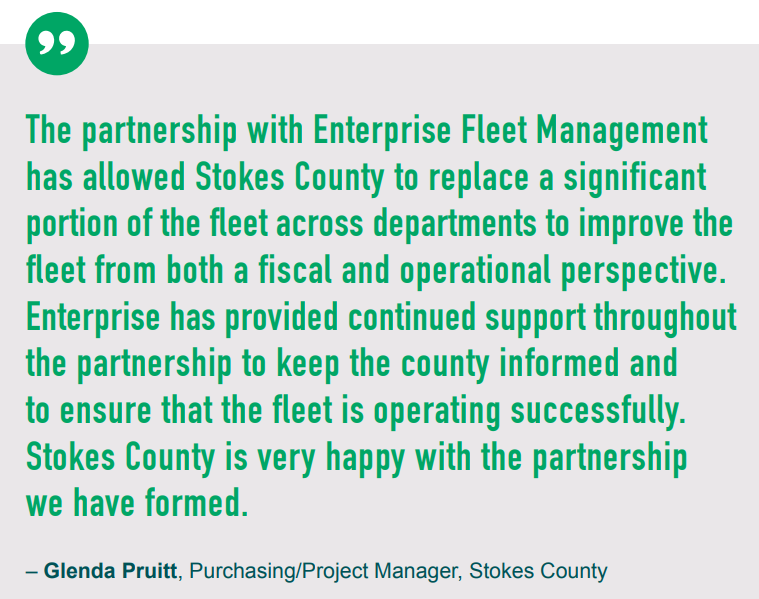 ”
The partnership with Enterprise Fleet Management
has allowed Stokes County to replace a significant
portion of the fleet across departments to improve the
fleet from both a fiscal and operational perspective.
Enterprise has provided continued support throughout
the partnership to keep the county informed and
to ensure that the fleet is operating successfully.
Stokes County is very happy with the partnership
we have formed.
– Glenda Pruitt, Purchasing/Project Manager, Stokes County